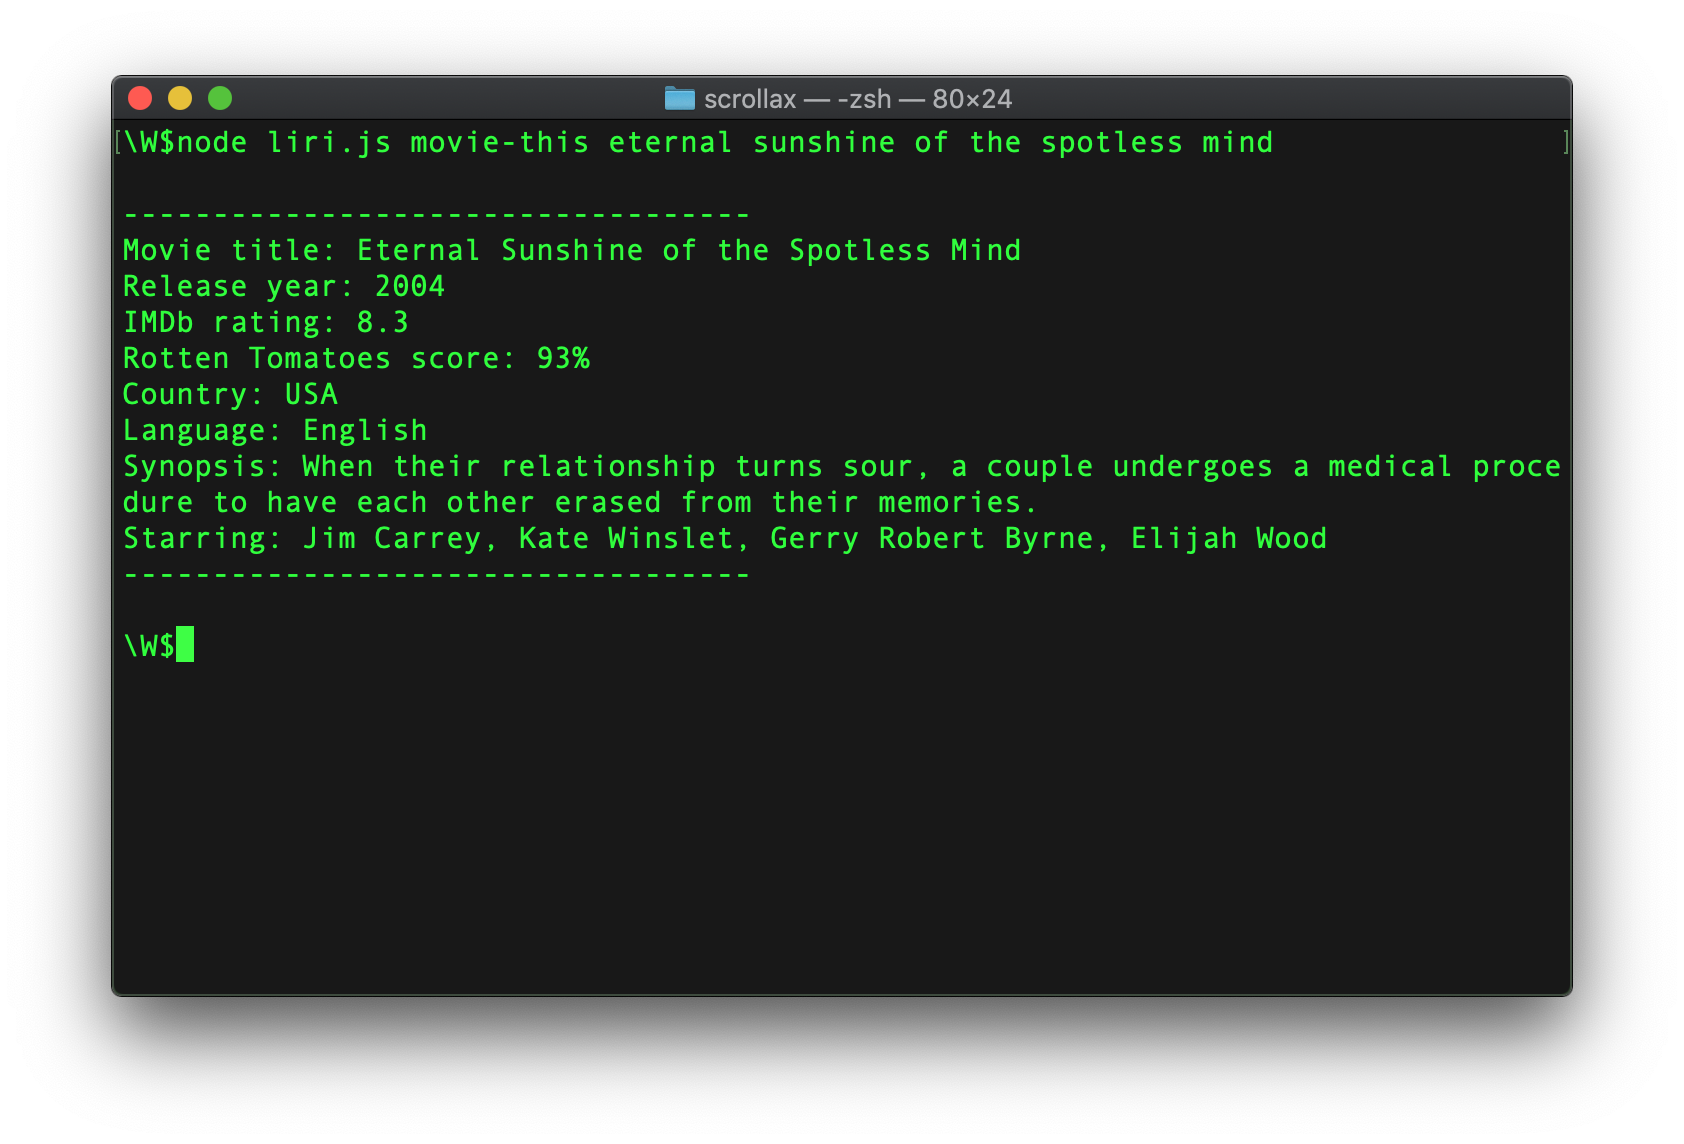 scrollax — -zsh — 80×24
[\W$node liri.js movie-this eternal sunshine of the spotless mind ]
-----------------------------------
Movie title: Eternal Sunshine of the Spotless Mind
Release year: 2004
IMDb rating: 8.3
Rotten Tomatoes score: 93%
Country: USA
Language: English
Synopsis: When their relationship turns sour, a couple undergoes a medical proce
dure to have each other erased from their memories.
Starring: Jim Carrey, Kate Winslet, Gerry Robert Byrne, Elijah Wood
-----------------------------------
\W$